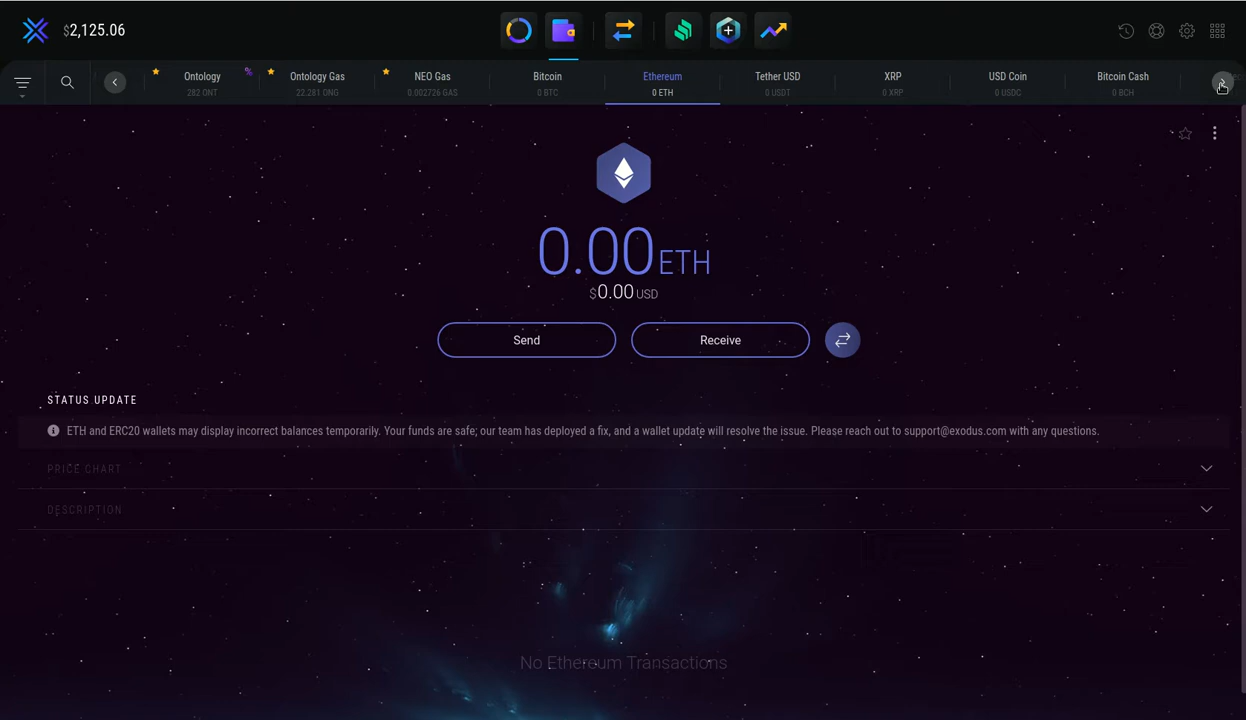 $2,125.06
Ontology
282 ONT
Ontology Gas
22.281 ONG
NEO Gas
0.002726 GAS
Bitcoin
0 BTC
Ethereum
0 ETH
Tether USD
0 USDT
XRP
0 XRP
USD Coin
0 USDC
Bitcoin Cash
0 BCH
0.00 ETH
$0.00 USD
Send
Receive
STATUS UPDATE
ETH and ERC20 wallets may display incorrect balances temporarily. Your funds are safe; our team has deployed a fix, and a wallet update will resolve the issue. Please reach out to support@exodus.com with any questions.
PRICE CHART
DESCRIPTION
No Ethereum Transactions